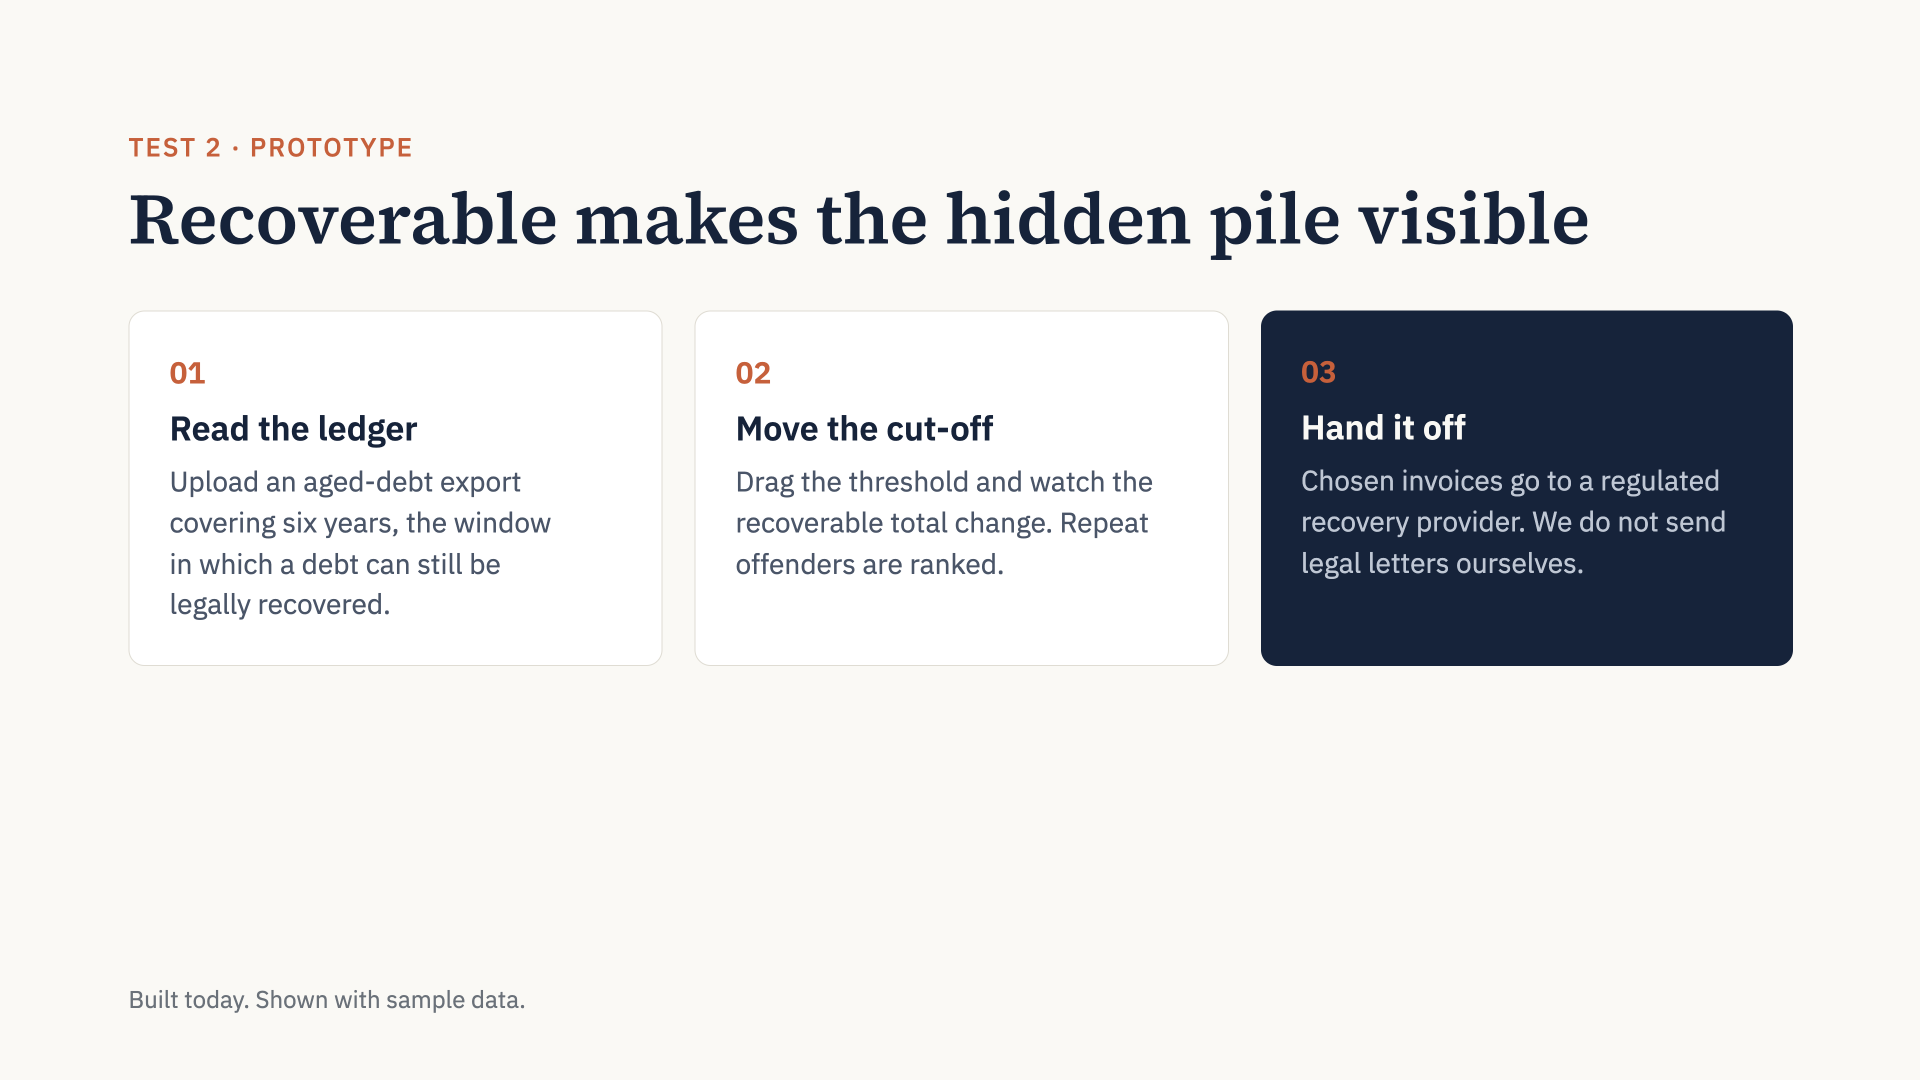 TEST 2 · PROTOTYPE
Recoverable makes the hidden pile visible
01
Read the ledger
Upload an aged-debt export
covering six years, the window
in which a debt can still be
legally recovered.
02
Move the cut-off
Drag the threshold and watch the
recoverable total change. Repeat
offenders are ranked.
03
Hand it off
Chosen invoices go to a regulated
recovery provider. We do not send
legal letters ourselves.
Built today. Shown with sample data.